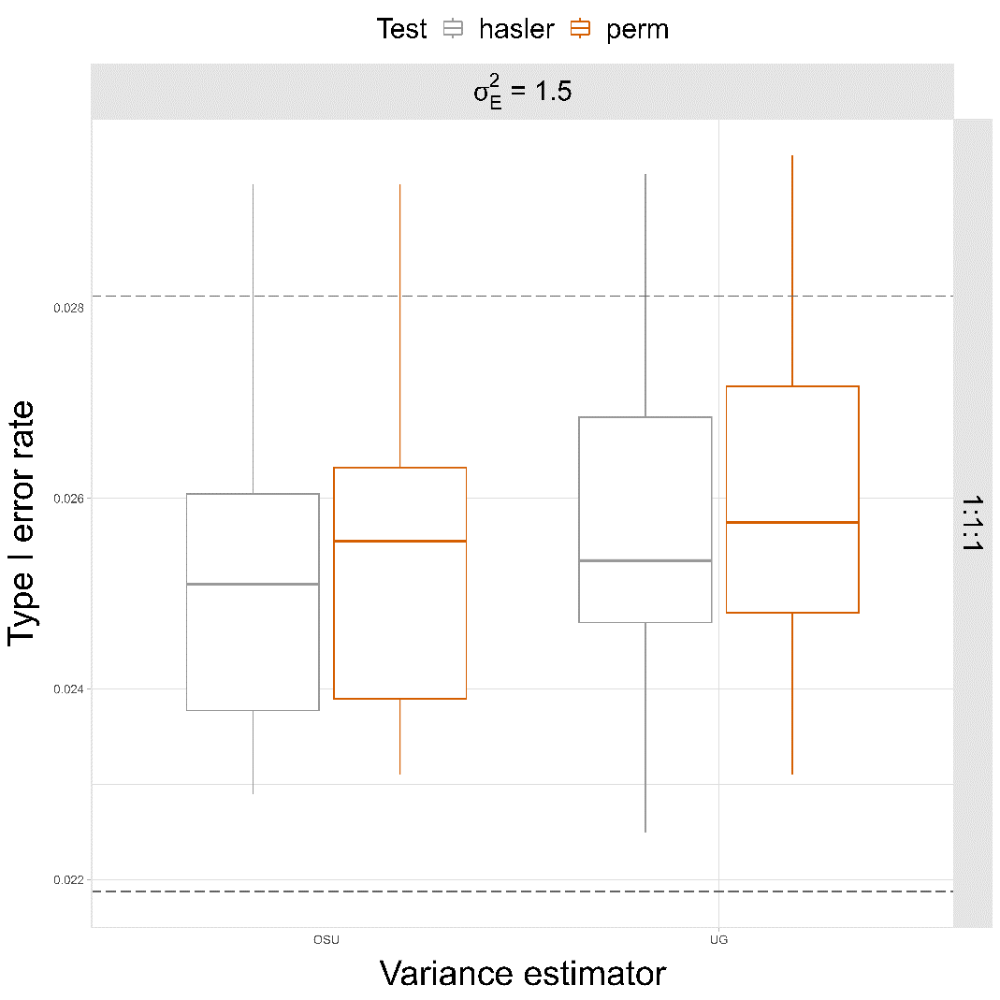 Test hasler perm
σ²_E = 1.5
1:1:1
Type I error rate
0.028
0.026
0.024
0.022
OSU UG
Variance estimator